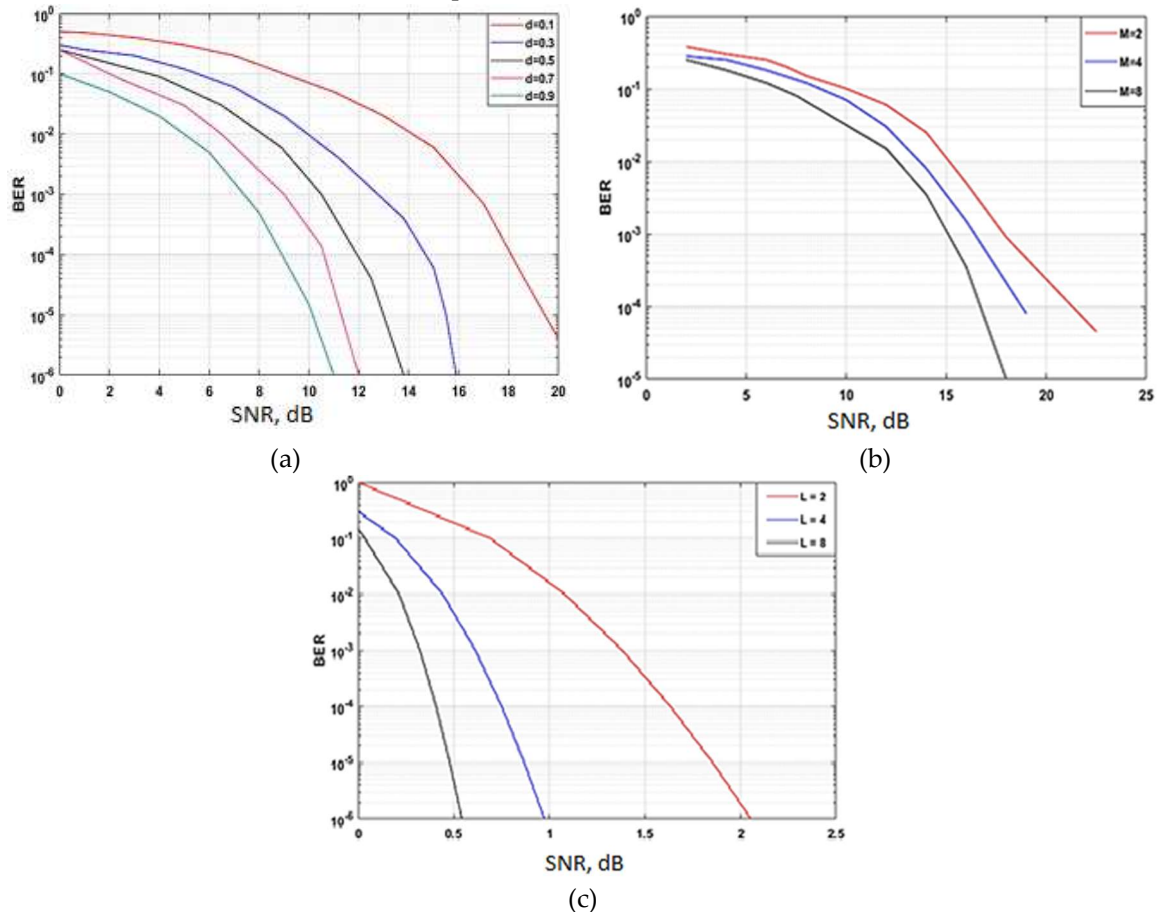 10^0
10^-1
10^-2
10^-3
10^-4
10^-5
10^-6
BER
0 2 4 6 8 10 12 14 16 18 20
SNR, dB
d=0.1
d=0.3
d=0.5
d=0.7
d=0.9
(a)
10^0
10^-1
10^-2
10^-3
10^-4
10^-5
BER
0 5 10 15 20 25
SNR, dB
M=2
M=4
M=8
(b)
10^0
10^-1
10^-2
10^-3
10^-4
10^-5
10^-6
BER
0 0.5 1 1.5 2 2.5
SNR, dB
L = 2
L = 4
L = 8
(c)